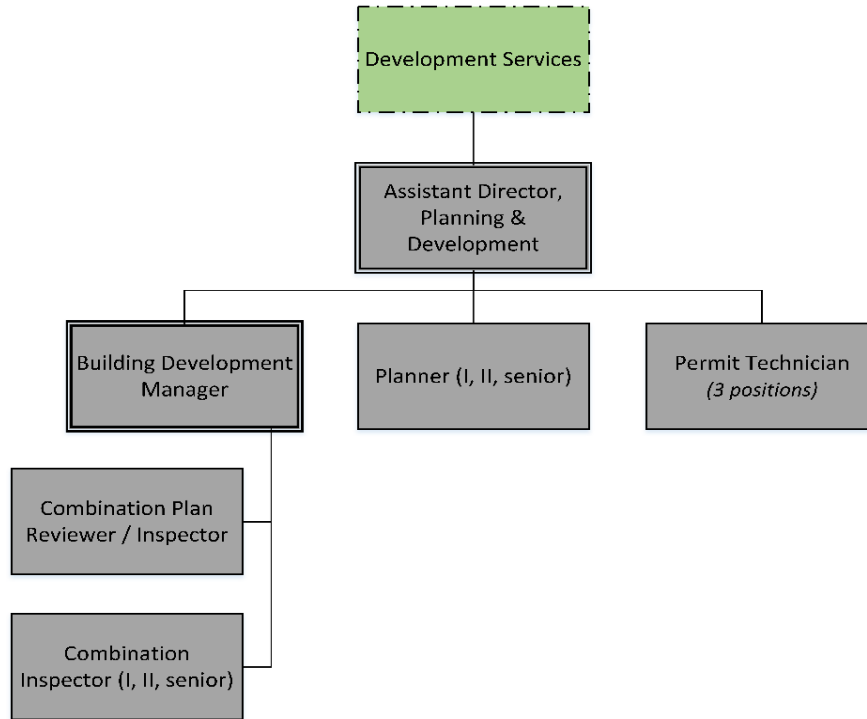 Development Services
Assistant Director,
Planning &
Development
Building Development
Manager
Planner (I, II, senior)
Permit Technician
(3 positions)
Combination Plan
Reviewer / Inspector
Combination
Inspector (I, II, senior)